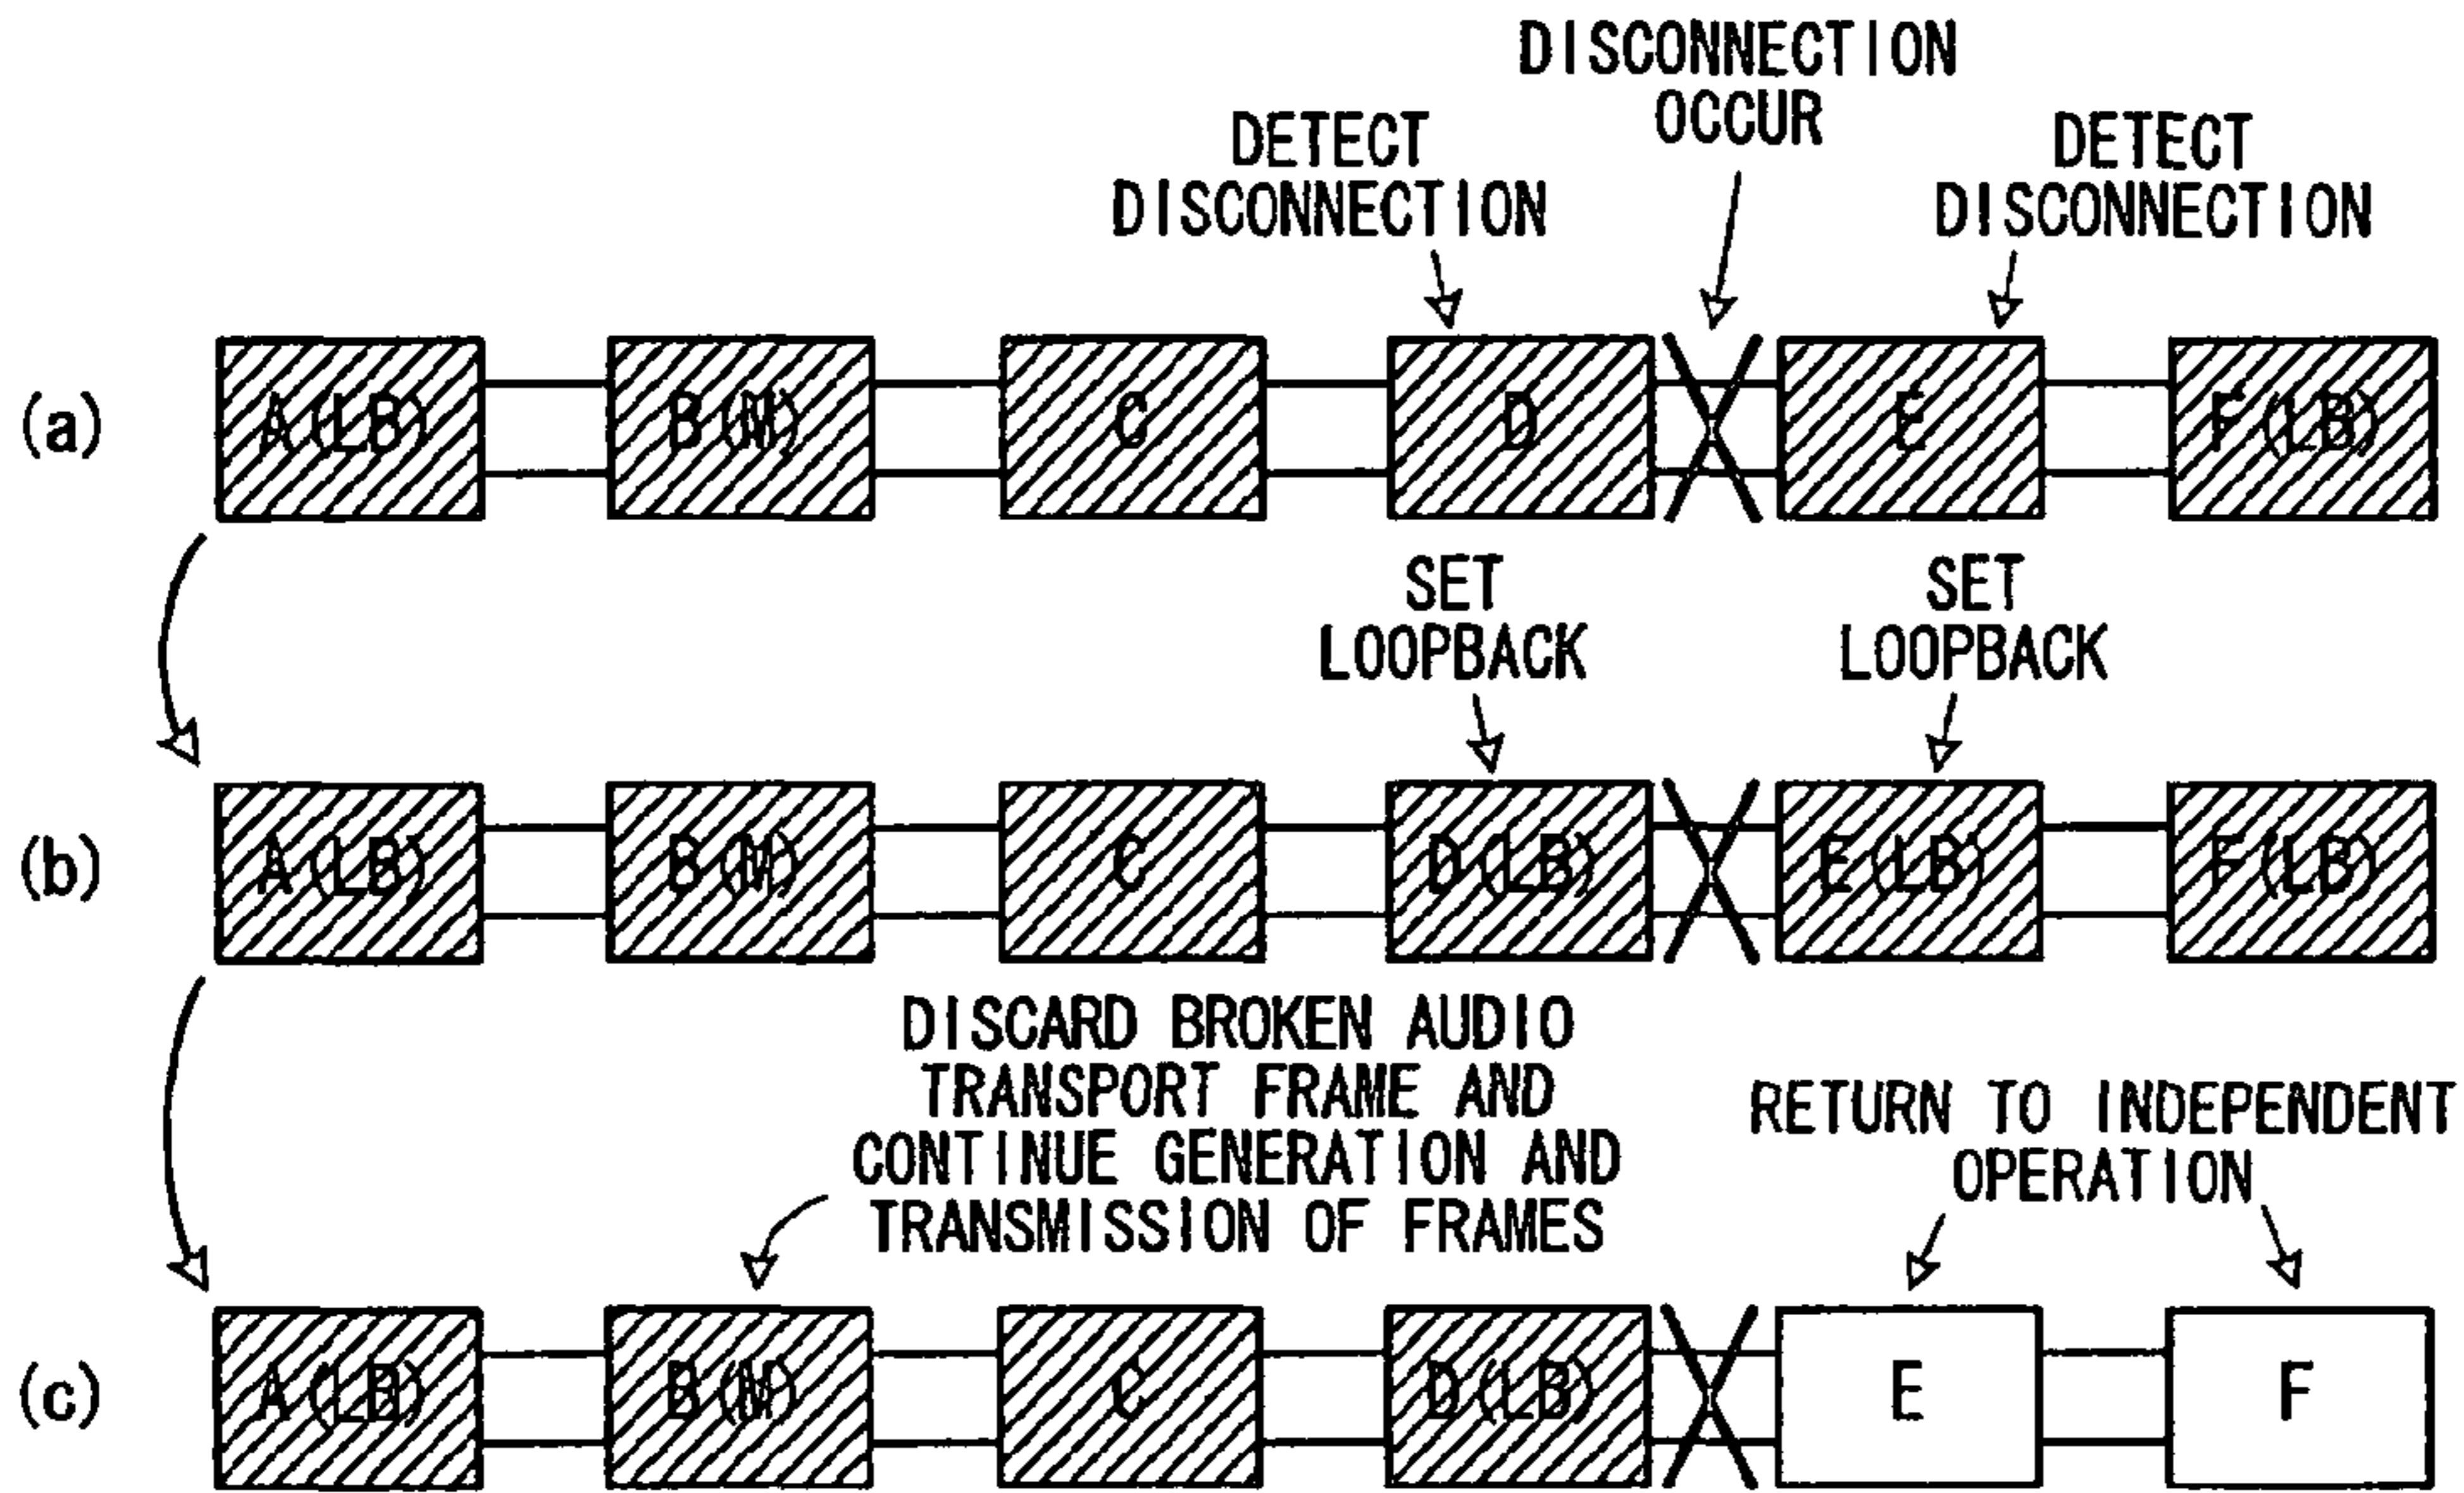 DISCONNECTION
OCCUR
DETECT
DISCONNECTION
DETECT
DISCONNECTION
(a)
A(LB)
B(M)
C
D
E
F(LB)
SET
LOOPBACK
SET
LOOPBACK
(b)
A(LB)
B(M)
C
D(LB)
E(LB)
F(LB)
DISCARD BROKEN AUDIO
TRANSPORT FRAME AND
CONTINUE GENERATION AND
TRANSMISSION OF FRAMES
RETURN TO INDEPENDENT
OPERATION
(c)
A(LB)
B(M)
C
D(LB)
E
F